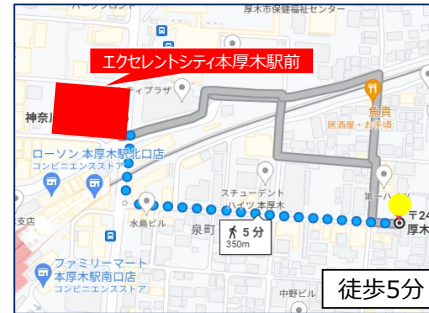 厚木市保健福祉センター
エクセレントシティ本厚木駅前
ティプラザ
神奈川
魚貴
居酒屋・お手頃
ローソン 本厚木駅北口店
コンビニエンスストア
スチューデント
ハイツ 本厚木
第一ハイツ
〒24
厚木
支店
水島ビル
泉町
5 分
350m
ファミリーマート
本厚木駅南口店
コンビニエンスストア
中野ビル
徒歩5分